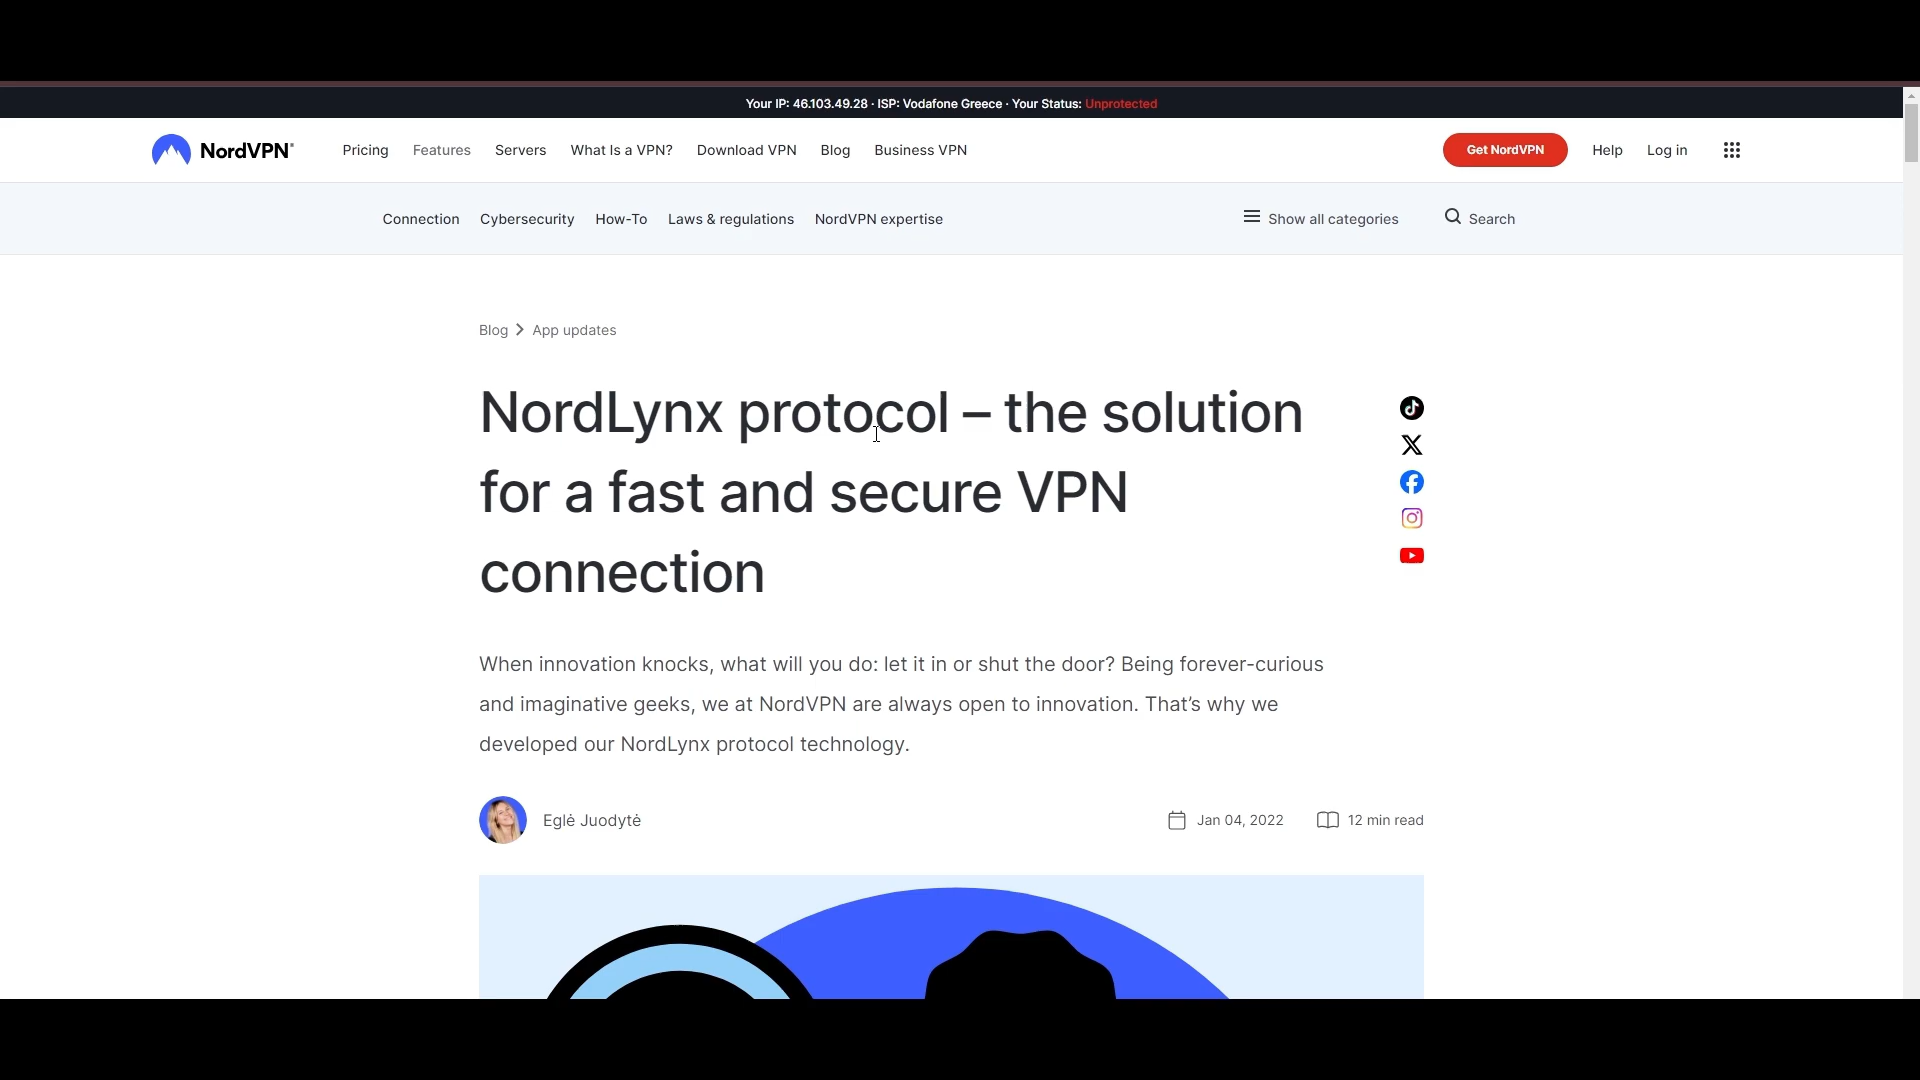 Your IP: 46.103.49.28 · ISP: Vodafone Greece · Your Status: Unprotected
NordVPN®
Pricing
Features
Servers
What Is a VPN?
Download VPN
Blog
Business VPN
Get NordVPN
Help
Log in
Connection
Cybersecurity
How-To
Laws & regulations
NordVPN expertise
Show all categories
Search
Blog
App updates
NordLynx protocol – the solution
for a fast and secure VPN
connection
When innovation knocks, what will you do: let it in or shut the door? Being forever-curious
and imaginative geeks, we at NordVPN are always open to innovation. That’s why we
developed our NordLynx protocol technology.
Eglė Juodytė
Jan 04, 2022
12 min read